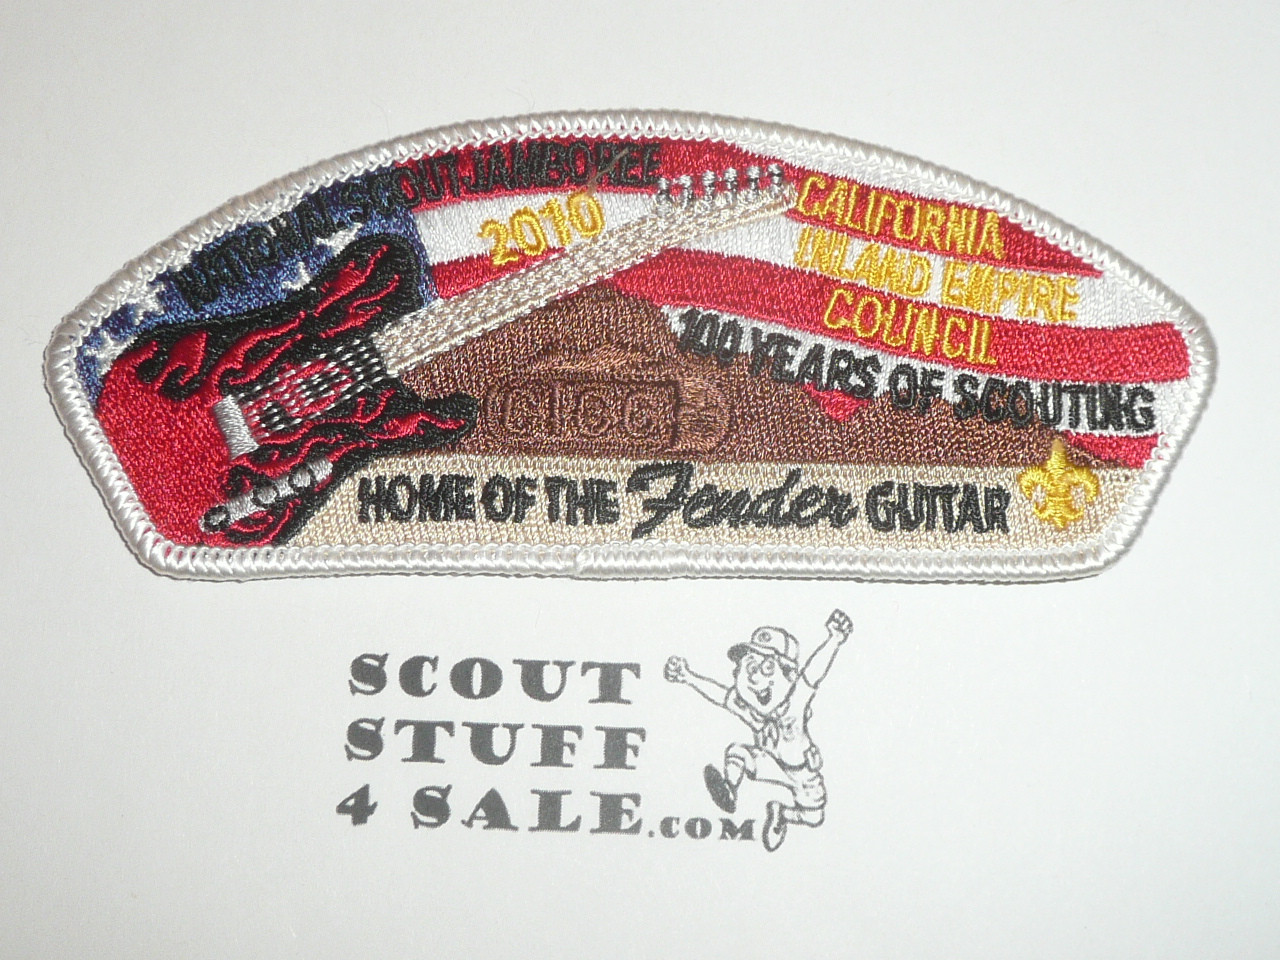 NATIONAL SCOUT JAMBOREE
2010
CALIFORNIA
INLAND EMPIRE
COUNCIL
100 YEARS OF SCOUTING
CIEC
HOME OF THE Fender GUITAR
SCOUT
STUFF
4 SALE.COM